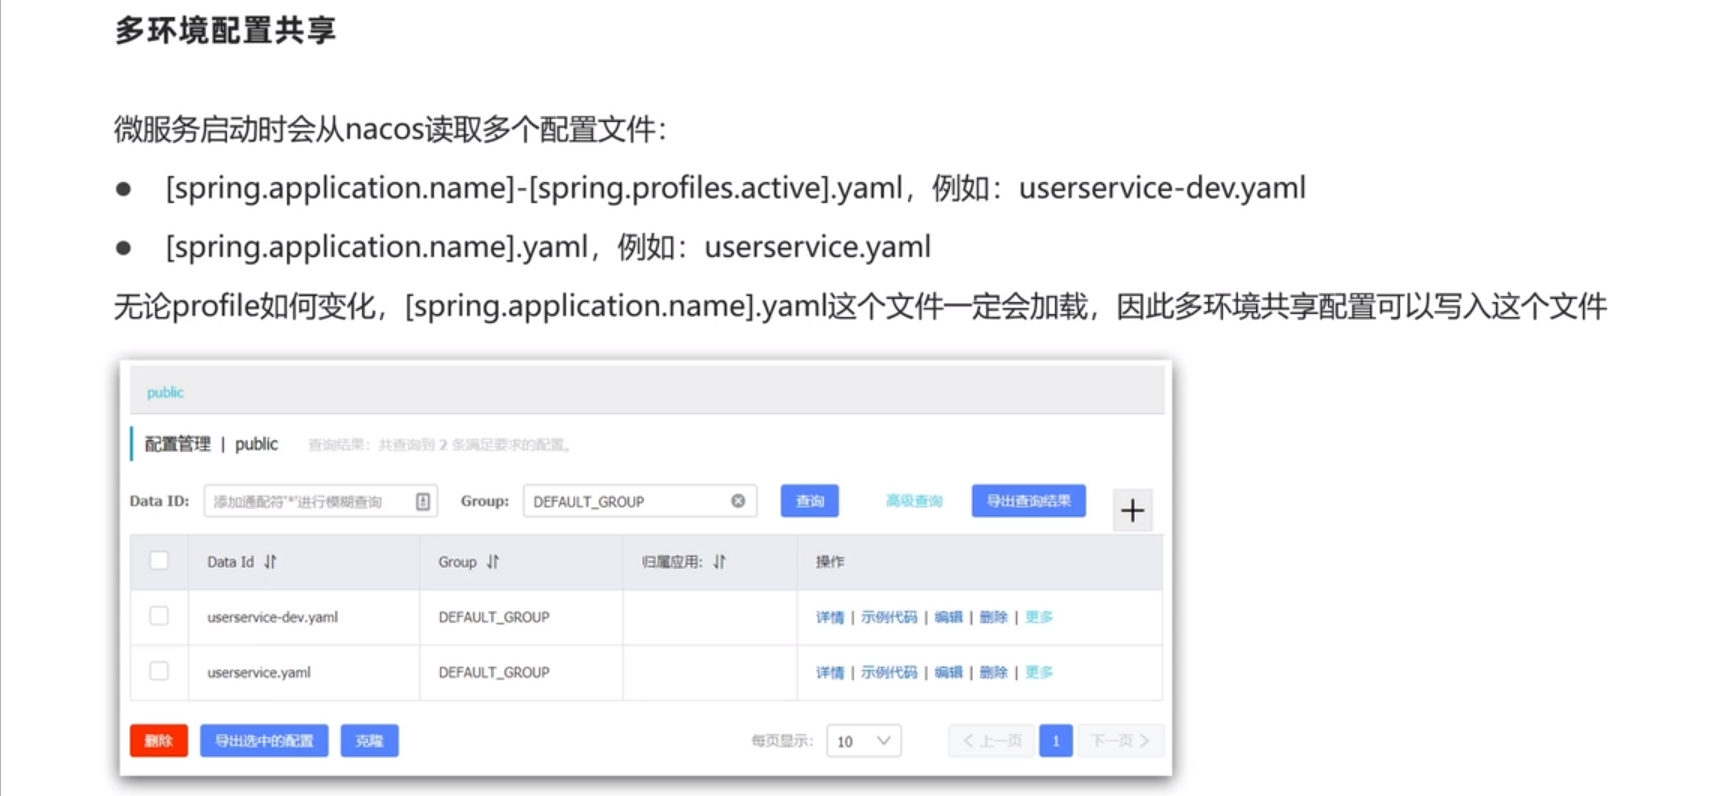 多环境配置共享
微服务启动时会从nacos读取多个配置文件：
● [spring.application.name]-[spring.profiles.active].yaml，例如：userservice-dev.yaml
● [spring.application.name].yaml，例如：userservice.yaml
无论profile如何变化，[spring.application.name].yaml这个文件一定会加载，因此多环境共享配置可以写入这个文件
public
配置管理 | public 查询结果：共查询到 2 条满足要求的配置。
Data ID: 添加通配符'*'进行模糊查询 Group: DEFAULT_GROUP 查询 高级查询 导出查询结果 +
Data Id Group 归属应用: 操作
userservice-dev.yaml DEFAULT_GROUP 详情 | 示例代码 | 编辑 | 删除 | 更多
userservice.yaml DEFAULT_GROUP 详情 | 示例代码 | 编辑 | 删除 | 更多
删除 导出选中的配置 克隆 每页显示: 10 < 上一页 1 下一页 >